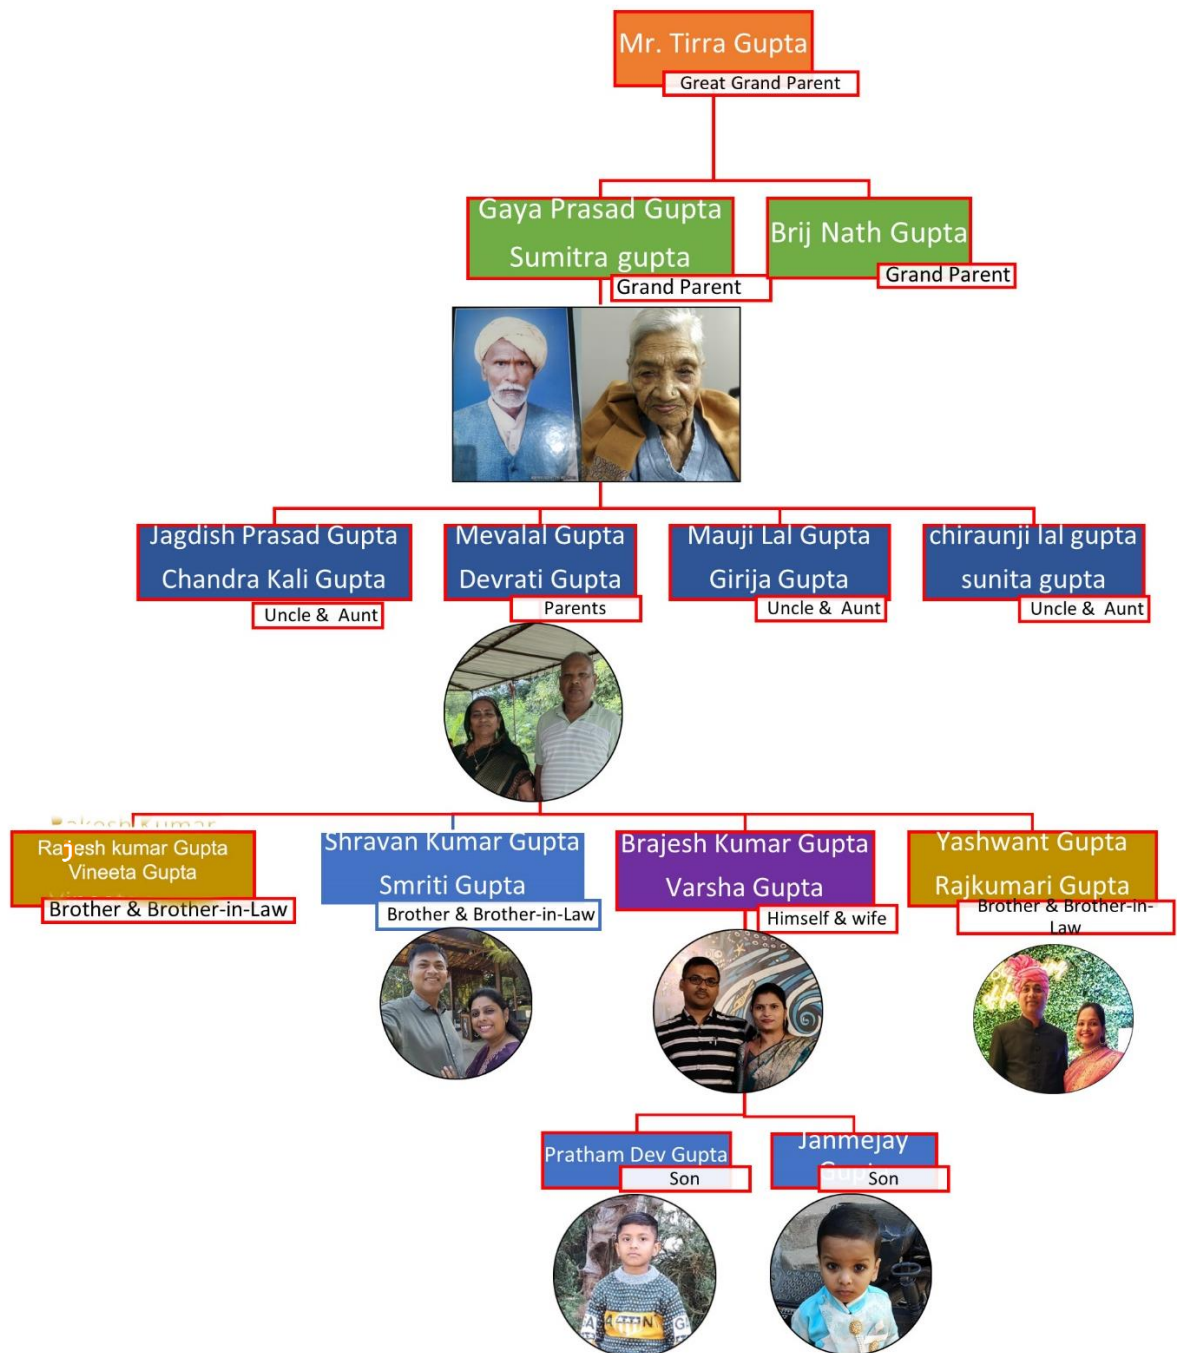 Mr. Tirra Gupta
Great Grand Parent
Gaya Prasad Gupta
Sumitra gupta
Grand Parent
Brij Nath Gupta
Grand Parent
Jagdish Prasad Gupta
Chandra Kali Gupta
Uncle & Aunt
Mevalal Gupta
Devrati Gupta
Parents
Mauji Lal Gupta
Girija Gupta
Uncle & Aunt
chiraunji lal gupta
sunita gupta
Uncle & Aunt
Rajesh kumar Gupta
Vineeta Gupta
Brother & Brother-in-Law
Shravan Kumar Gupta
Smriti Gupta
Brother & Brother-in-Law
Brajesh Kumar Gupta
Varsha Gupta
Himself & wife
Yashwant Gupta
Rajkumari Gupta
Brother & Brother-in-
Law
Pratham Dev Gupta
Son
Janmejay
Son